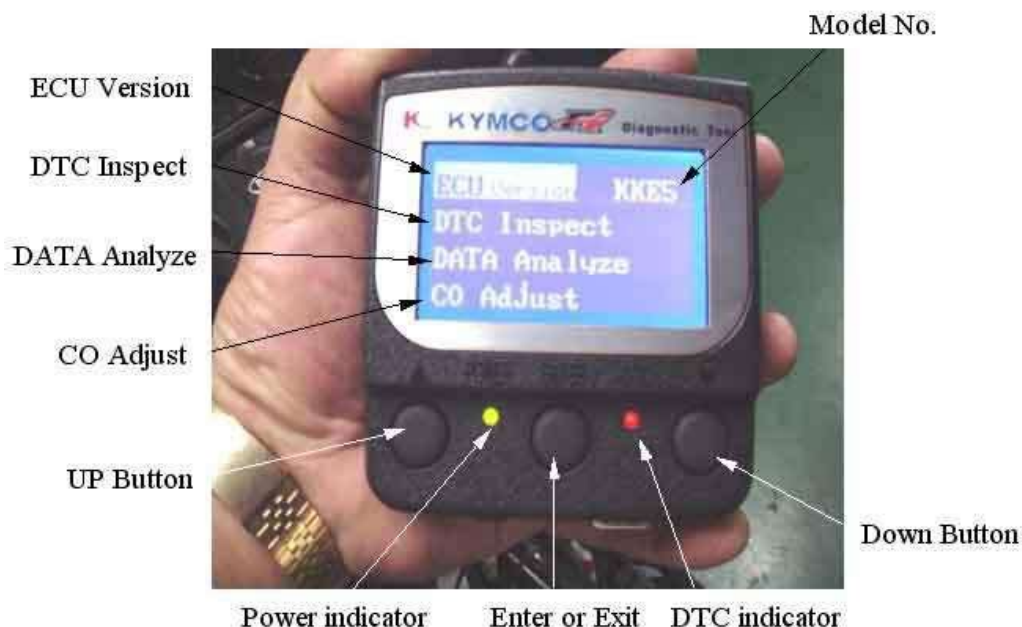 Model No.
ECU Version
DTC Inspect
DATA Analyze
CO Adjust
UP Button
Power indicator
Enter or Exit
DTC indicator
Down Button
K KYMCO Fi Diagnostic Tool
ECU Version KKE5
DTC Inspect
DATA Analyze
CO Adjust